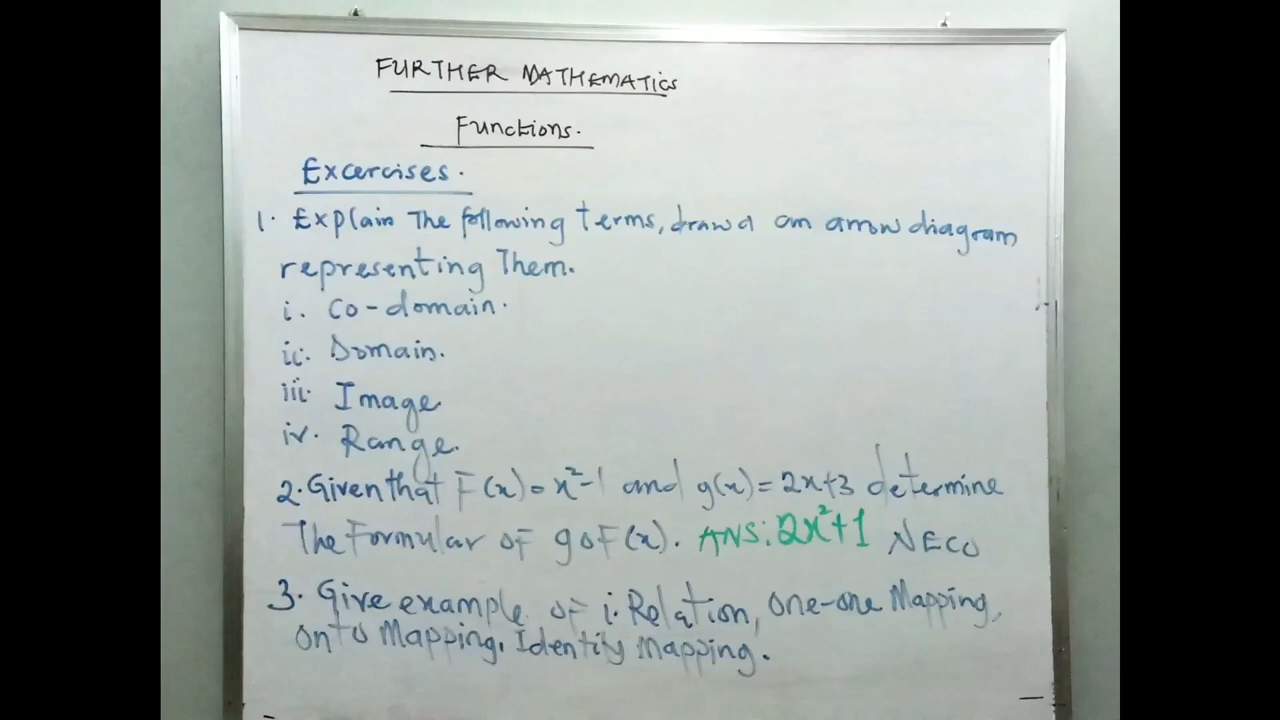 FURTHER MATHEMATICS
Functions.
Excercises.
1. Explain The following terms, draw a an arrow diagram
representing Them.
i. Co-domain.
ii. Domain.
iii. Image
iv. Range.
2. Given that F(x) = x²-1 and g(x) = 2x+3 determine
The Formular of goF(x). ANS: 2x²+1 NECO
3. Give example of i. Relation, one-one Mapping,
onto Mapping. Identity Mapping.